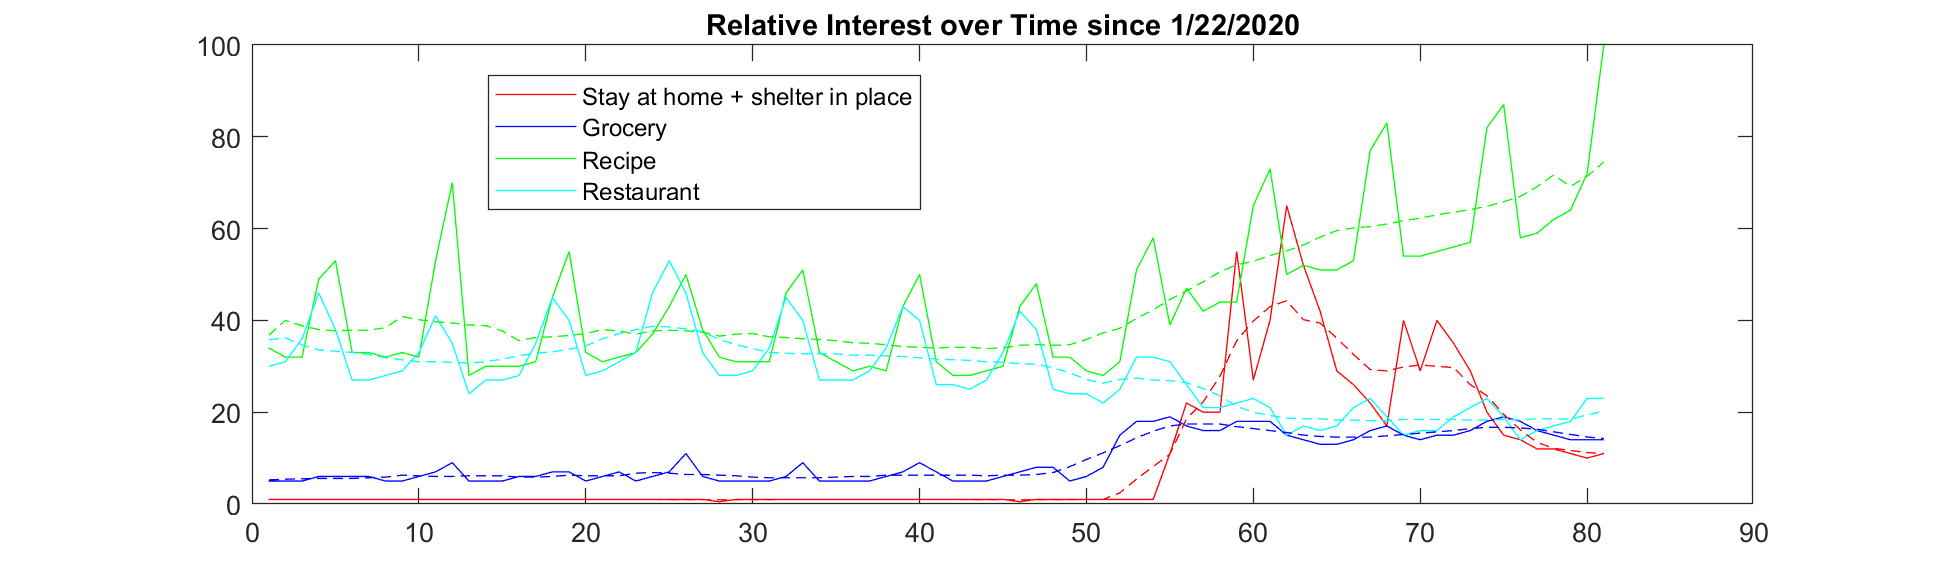 Relative Interest over Time since 1/22/2020
100
80
60
40
20
0
Stay at home + shelter in place
Grocery
Recipe
Restaurant
0 10 20 30 40 50 60 70 80 90